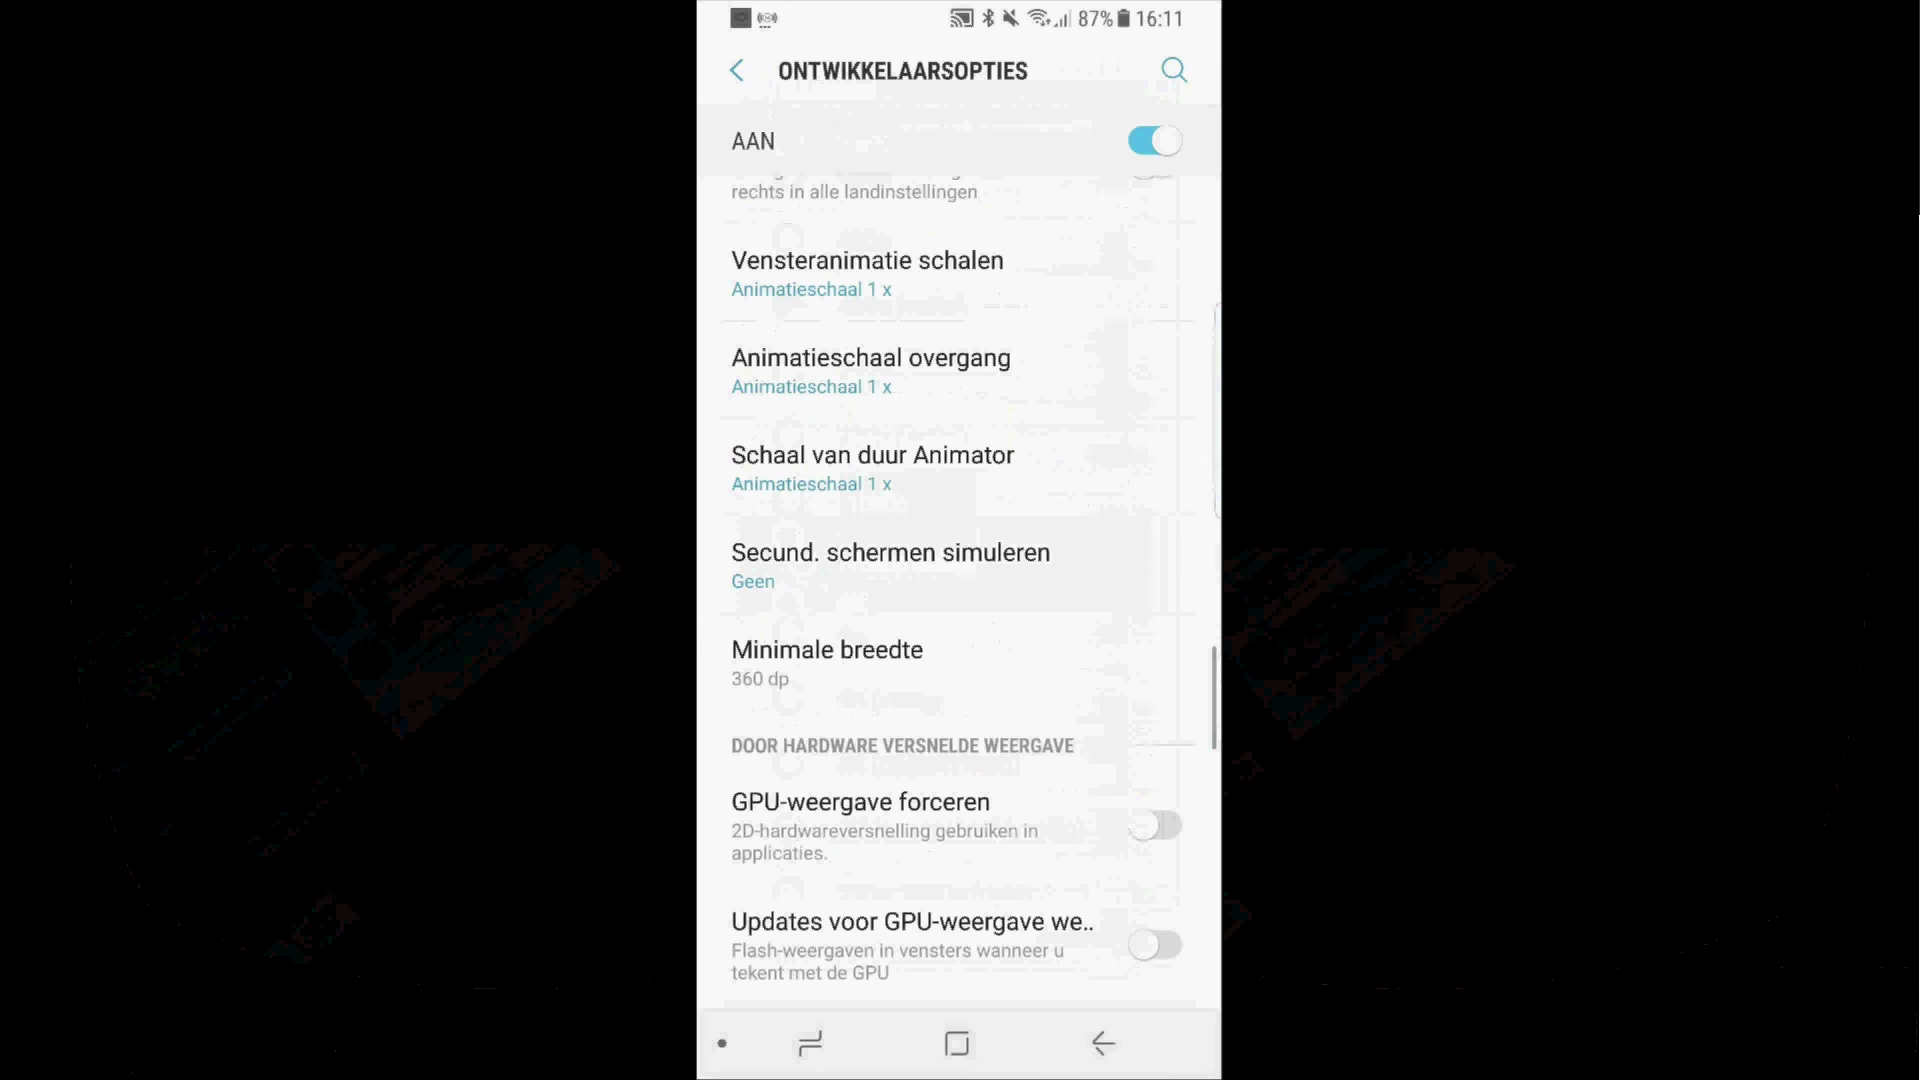 87% 16:11
ONTWIKKELAARSOPTIES
AAN
rechts in alle landinstellingen
Vensteranimatie schalen
Animatieschaal 1 x
Animatieschaal overgang
Animatieschaal 1 x
Schaal van duur Animator
Animatieschaal 1 x
Secund. schermen simuleren
Geen
Minimale breedte
360 dp
DOOR HARDWARE VERSNELDE WEERGAVE
GPU-weergave forceren
2D-hardwareversnelling gebruiken in
applicaties.
Updates voor GPU-weergave we..
Flash-weergaven in vensters wanneer u
tekent met de GPU